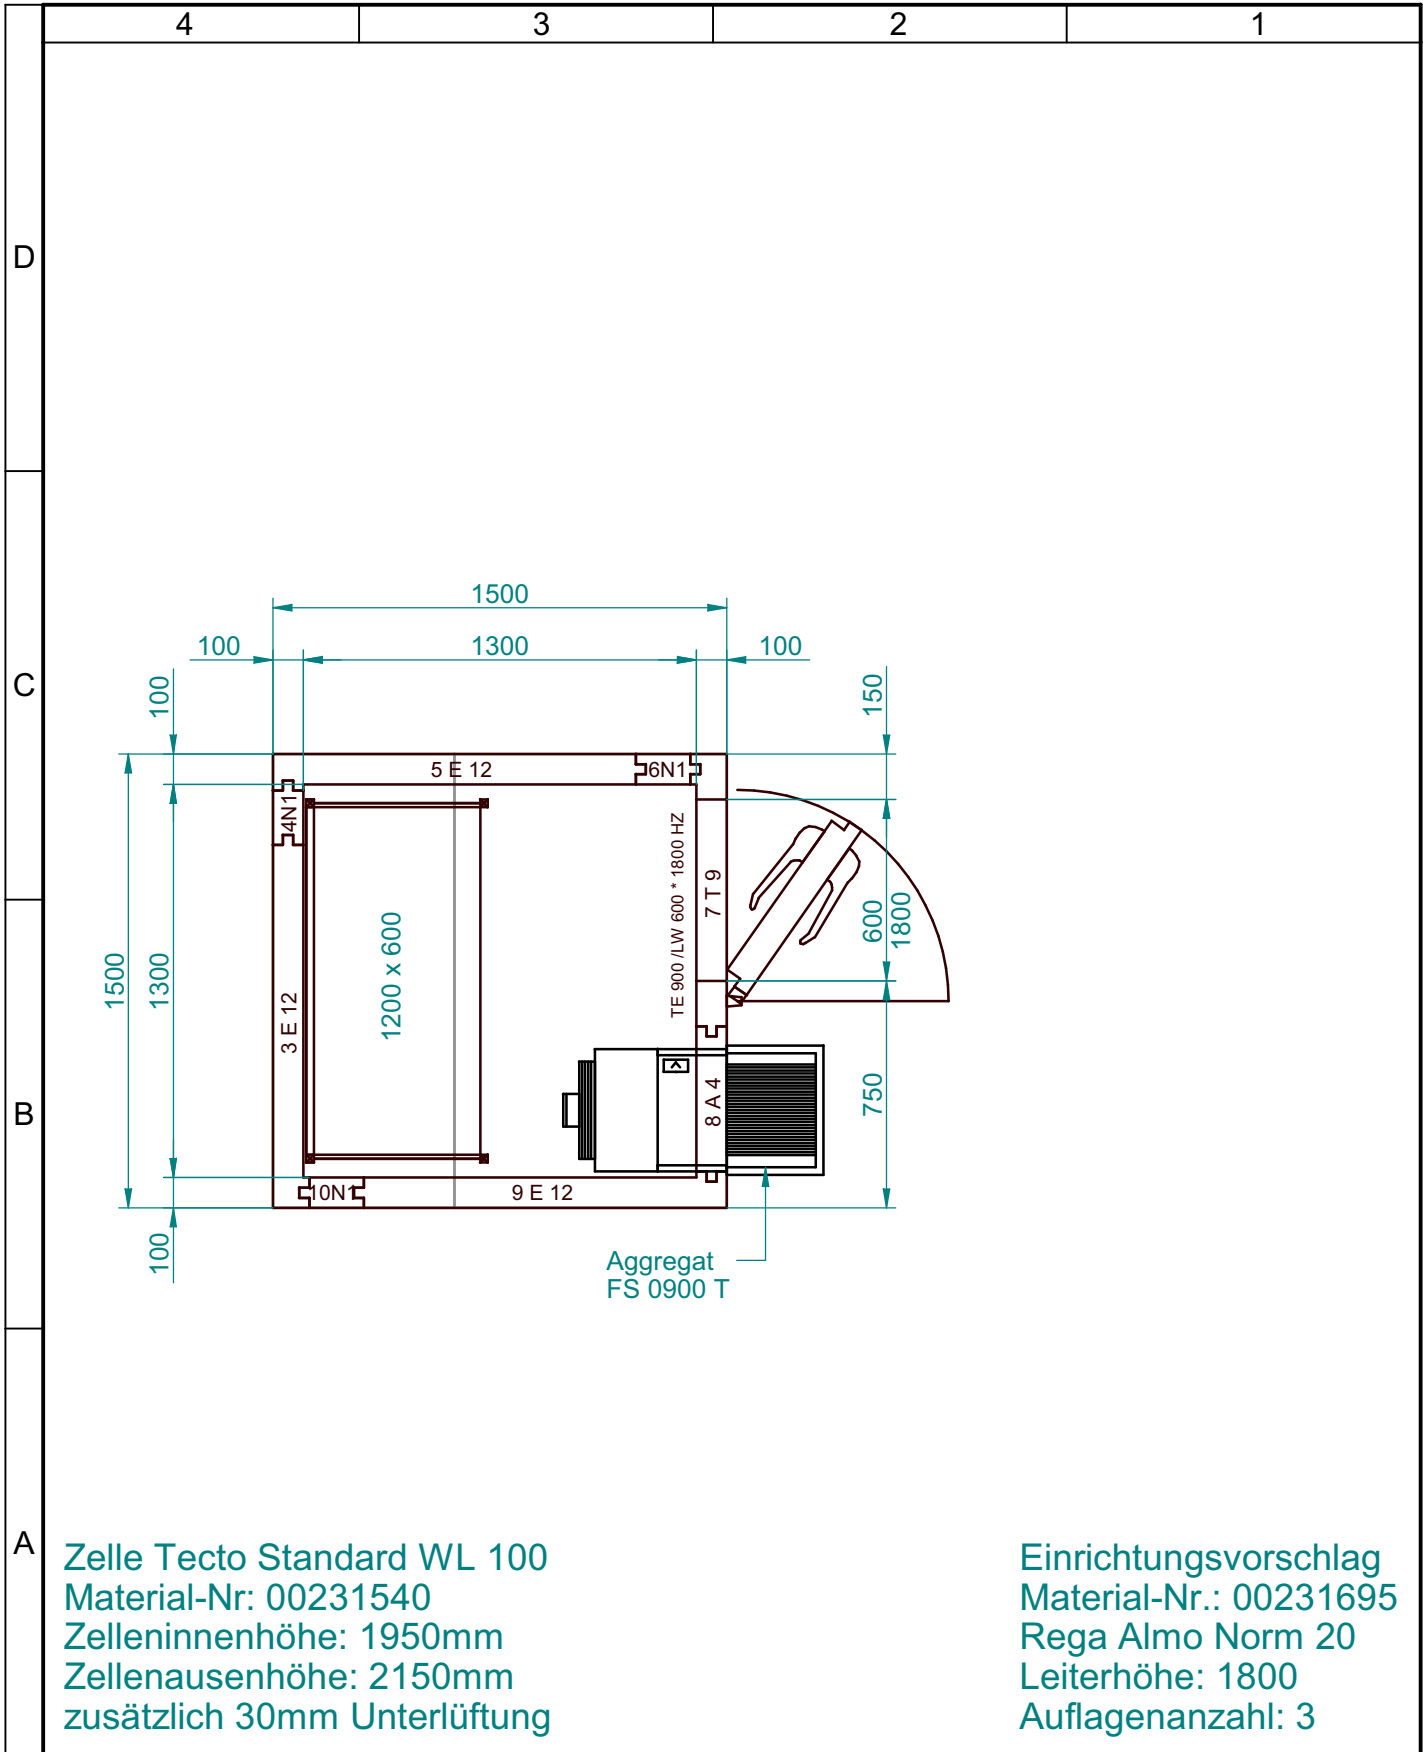 4 3 2 1
D
C
B
A
1500
100 1300 100
100
150
5 E 12 6N1
4N1
TE 900 /LW 600 * 1800 HZ
7 T 9
600
1800
1500
1300
3 E 12
1200 x 600
8 A 4
750
10N1 9 E 12
100
Aggregat
FS 0900 T
Zelle Tecto Standard WL 100
Material-Nr: 00231540
Zelleninnenhöhe: 1950mm
Zellenausenhöhe: 2150mm
zusätzlich 30mm Unterlüftung
Einrichtungsvorschlag
Material-Nr.: 00231695
Rega Almo Norm 20
Leiterhöhe: 1800
Auflagenanzahl: 3